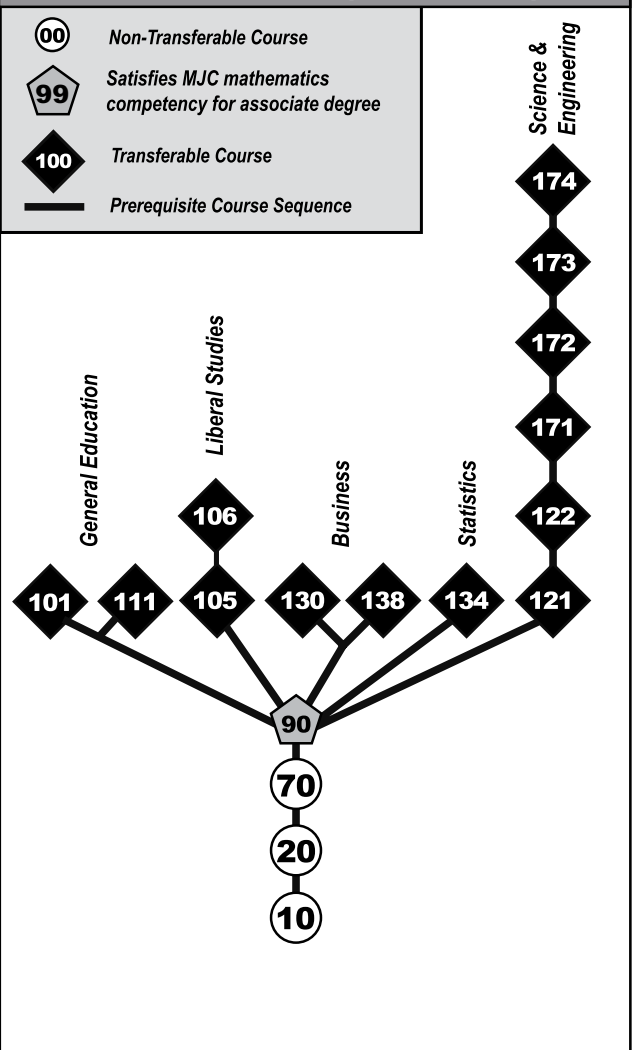 00 Non-Transferable Course
99 Satisfies MJC mathematics
competency for associate degree
100 Transferable Course
Prerequisite Course Sequence
Science &
Engineering
174
173
172
171
122
121
Liberal Studies
106
105
General Education
101 111
Business
130 138
Statistics
134
90
70
20
10